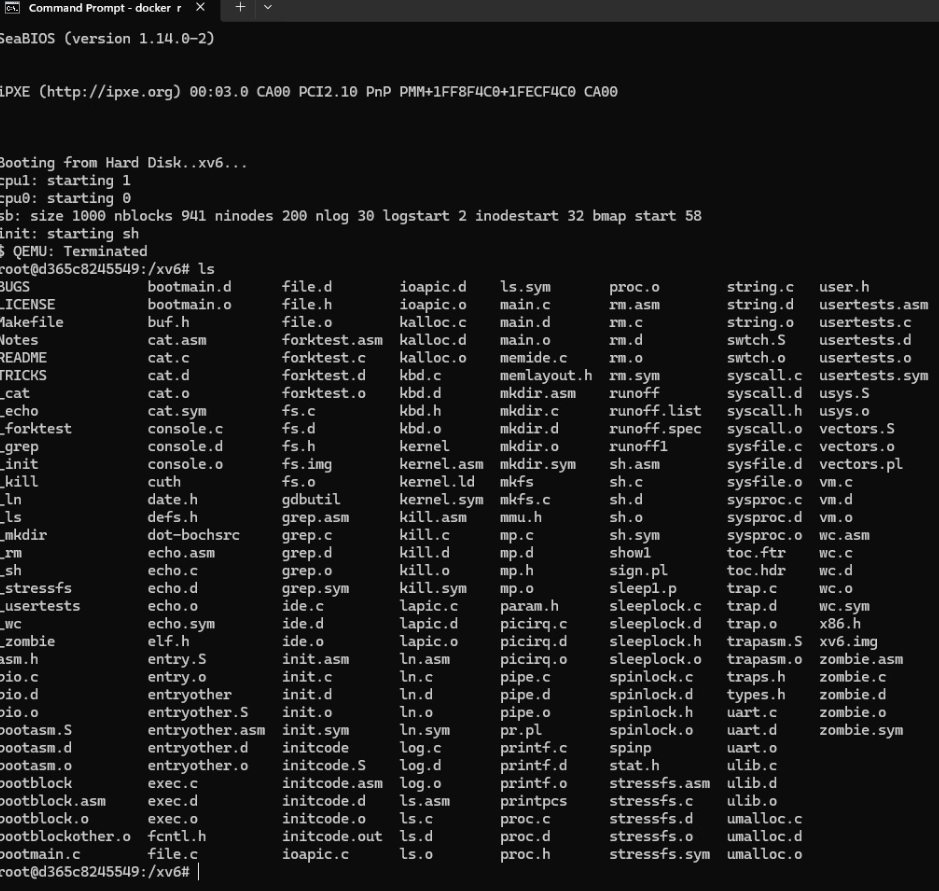 Command Prompt - docker r
SeaBIOS (version 1.14.0-2)
iPXE (http://ipxe.org) 00:03.0 CA00 PCI2.10 PnP PMM+1FF8F4C0+1FECF4C0 CA00
Booting from Hard Disk..xv6...
cpu1: starting 1
cpu0: starting 0
sb: size 1000 nblocks 941 ninodes 200 nlog 30 logstart 2 inodestart 32 bmap start 58
init: starting sh
$ QEMU: Terminated
root@d365c8245549:/xv6# ls
BUGS bootmain.d file.d ioapic.d ls.sym proc.o string.c user.h
LICENSE bootmain.o file.h ioapic.o main.c rm.asm string.d usertests.asm
Makefile buf.h file.o kalloc.c main.d rm.c string.o usertests.c
Notes cat.asm forktest.asm kalloc.d main.o rm.d swtch.S usertests.d
README cat.c forktest.c kalloc.o memide.c rm.o swtch.o usertests.o
TRICKS cat.d forktest.d kbd.c memlayout.h rm.sym syscall.c usertests.sym
_cat cat.o forktest.o kbd.d mkdir.asm runoff syscall.d usys.S
_echo cat.sym fs.c kbd.h mkdir.c runoff.list syscall.h usys.o
_forktest console.c fs.d kbd.o mkdir.d runoff.spec syscall.o vectors.S
_grep console.d fs.h kernel mkdir.o runoff1 sysfile.c vectors.o
_init console.o fs.img kernel.asm mkdir.sym sh.asm sysfile.d vectors.pl
_kill cuth fs.o kernel.ld mkfs sh.c sysfile.o vm.c
_ln date.h gdbutil kernel.sym mkfs.c sh.d sysproc.c vm.d
_ls defs.h grep.asm kill.asm mmu.h sh.o sysproc.d vm.o
_mkdir dot-bochsrc grep.c kill.c mp.c sh.sym sysproc.o wc.asm
_rm echo.asm grep.d kill.d mp.d show1 toc.ftr wc.c
_sh echo.c grep.o kill.o mp.h sign.pl toc.hdr wc.d
_stressfs echo.d grep.sym kill.sym mp.o sleep1.p trap.c wc.o
_usertests echo.o ide.c lapic.c param.h sleeplock.c trap.d wc.sym
_wc echo.sym ide.d lapic.d picirq.c sleeplock.d trap.o x86.h
_zombie elf.h ide.o lapic.o picirq.d sleeplock.h trapasm.S xv6.img
asm.h entry.S init.asm ln.asm picirq.o sleeplock.o trapasm.o zombie.asm
bio.c entry.o init.c ln.c pipe.c spinlock.c traps.h zombie.c
bio.d entryother init.d ln.d pipe.d spinlock.d types.h zombie.d
bio.o entryother.S init.o ln.o pipe.o spinlock.h uart.c zombie.o
bootasm.S entryother.asm init.sym ln.sym pr.pl spinlock.o uart.d zombie.sym
bootasm.d entryother.d initcode log.c printf.c spinp uart.o
bootasm.o entryother.o initcode.S log.d printf.d stat.h ulib.c
bootblock exec.c initcode.asm log.o printf.o stressfs.asm ulib.d
bootblock.asm exec.d initcode.d ls.asm printpcs stressfs.c ulib.o
bootblock.o exec.o initcode.o ls.c proc.c stressfs.d umalloc.c
bootblockother.o fcntl.h initcode.out ls.d proc.d stressfs.o umalloc.d
bootmain.c file.c ioapic.c ls.o proc.h stressfs.sym umalloc.o
root@d365c8245549:/xv6#